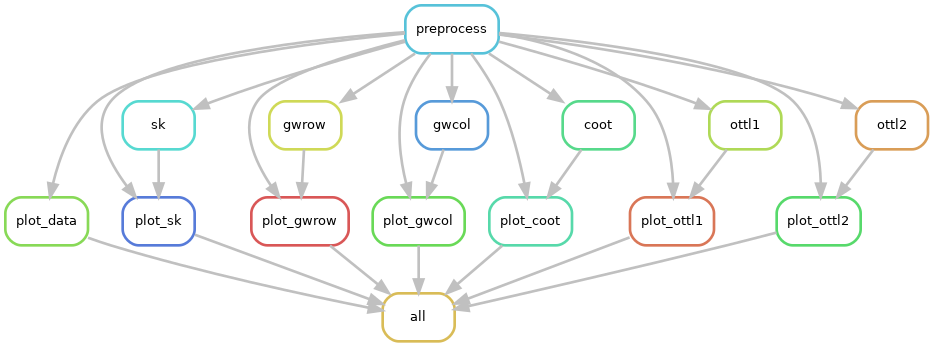 preprocess
sk
gwrow
gwcol
coot
ottl1
ottl2
plot_data
plot_sk
plot_gwrow
plot_gwcol
plot_coot
plot_ottl1
plot_ottl2
all